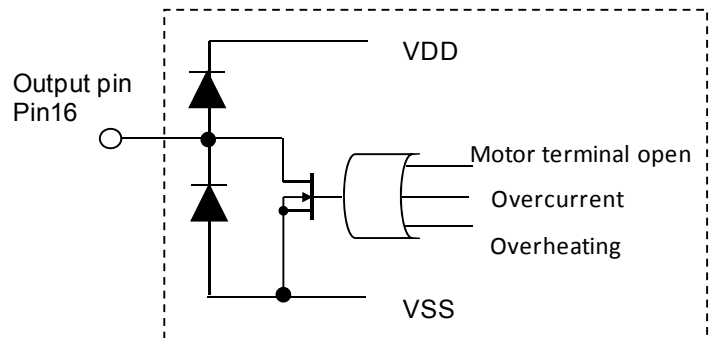 VDD
Output pin
Pin16
Motor terminal open
Overcurrent
Overheating
VSS